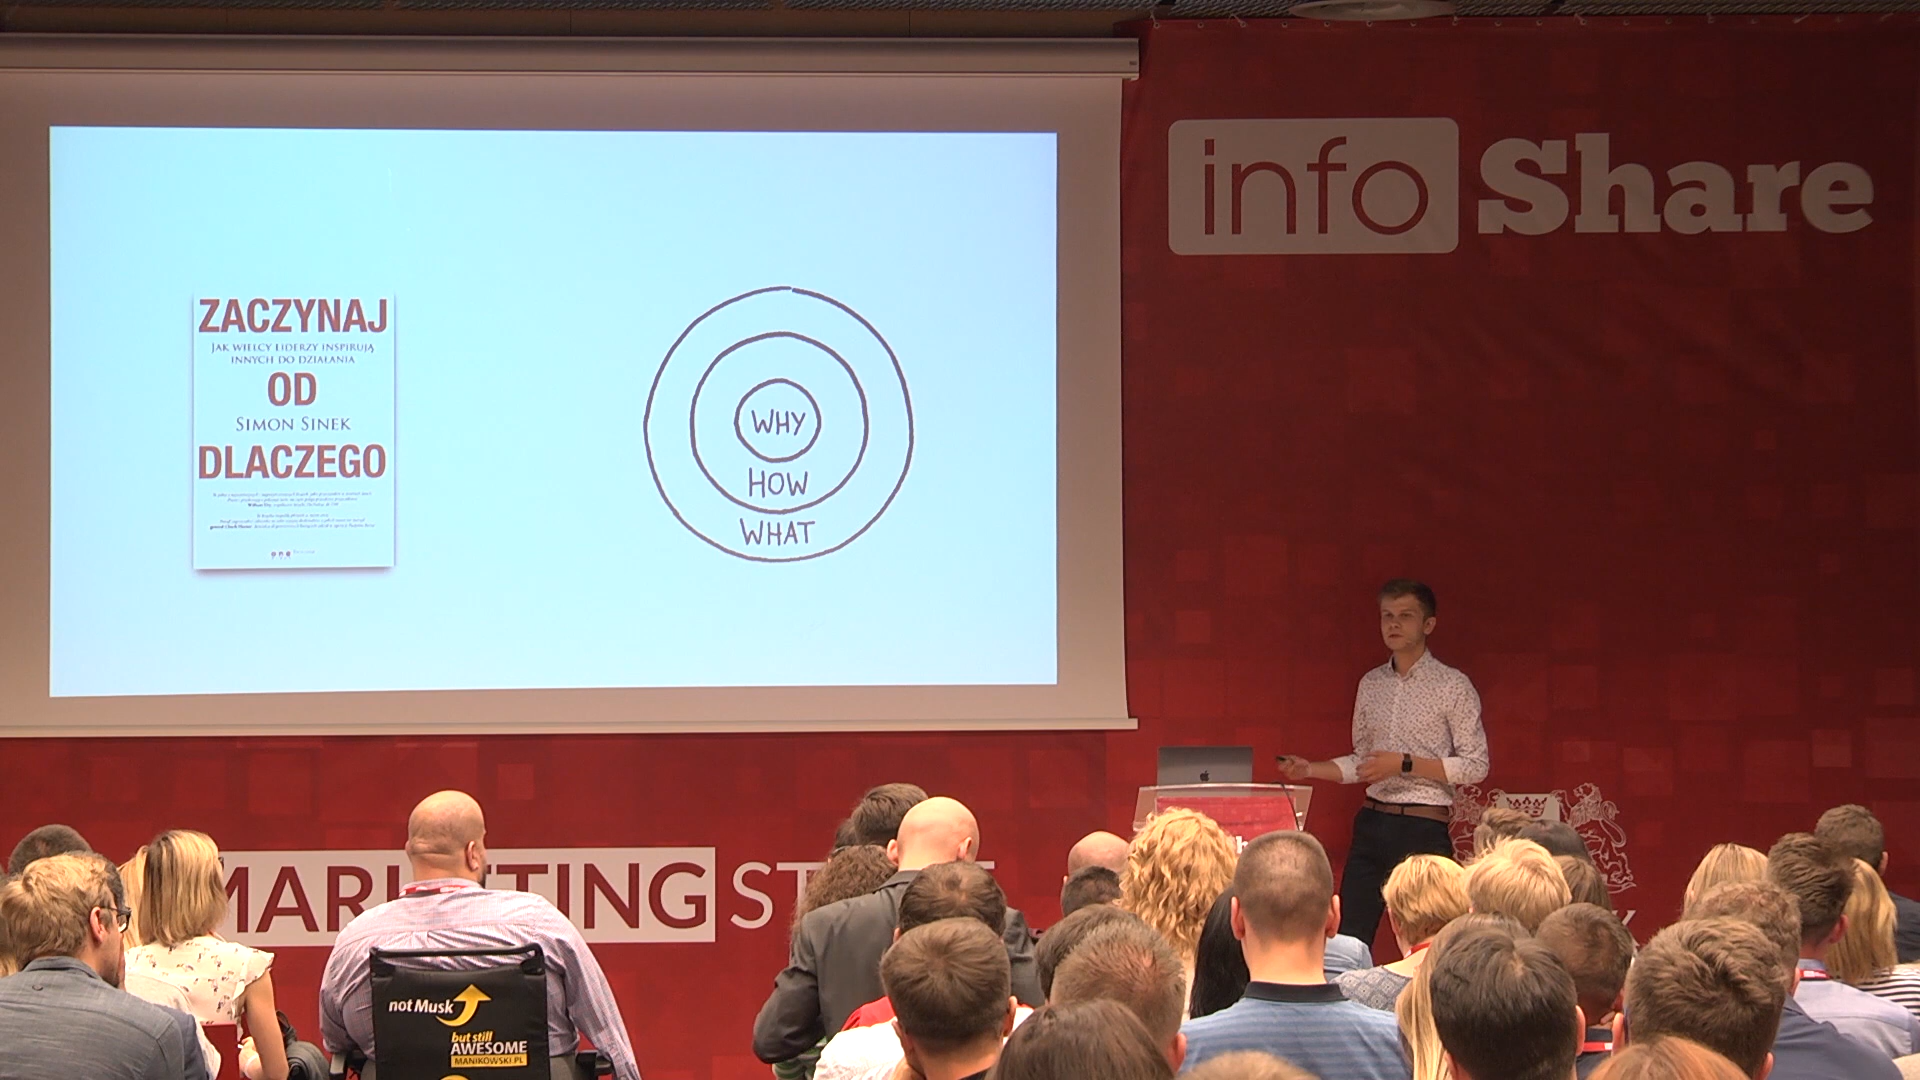 info Share
ZACZYNAJ
JAK WIELCY LIDERZY INSPIRUJĄ
INNYCH DO DZIAŁANIA
OD
SIMON SINEK
DLACZEGO
WHY
HOW
WHAT
not Musk
but still
AWESOME
MANIKOWSKI.PL